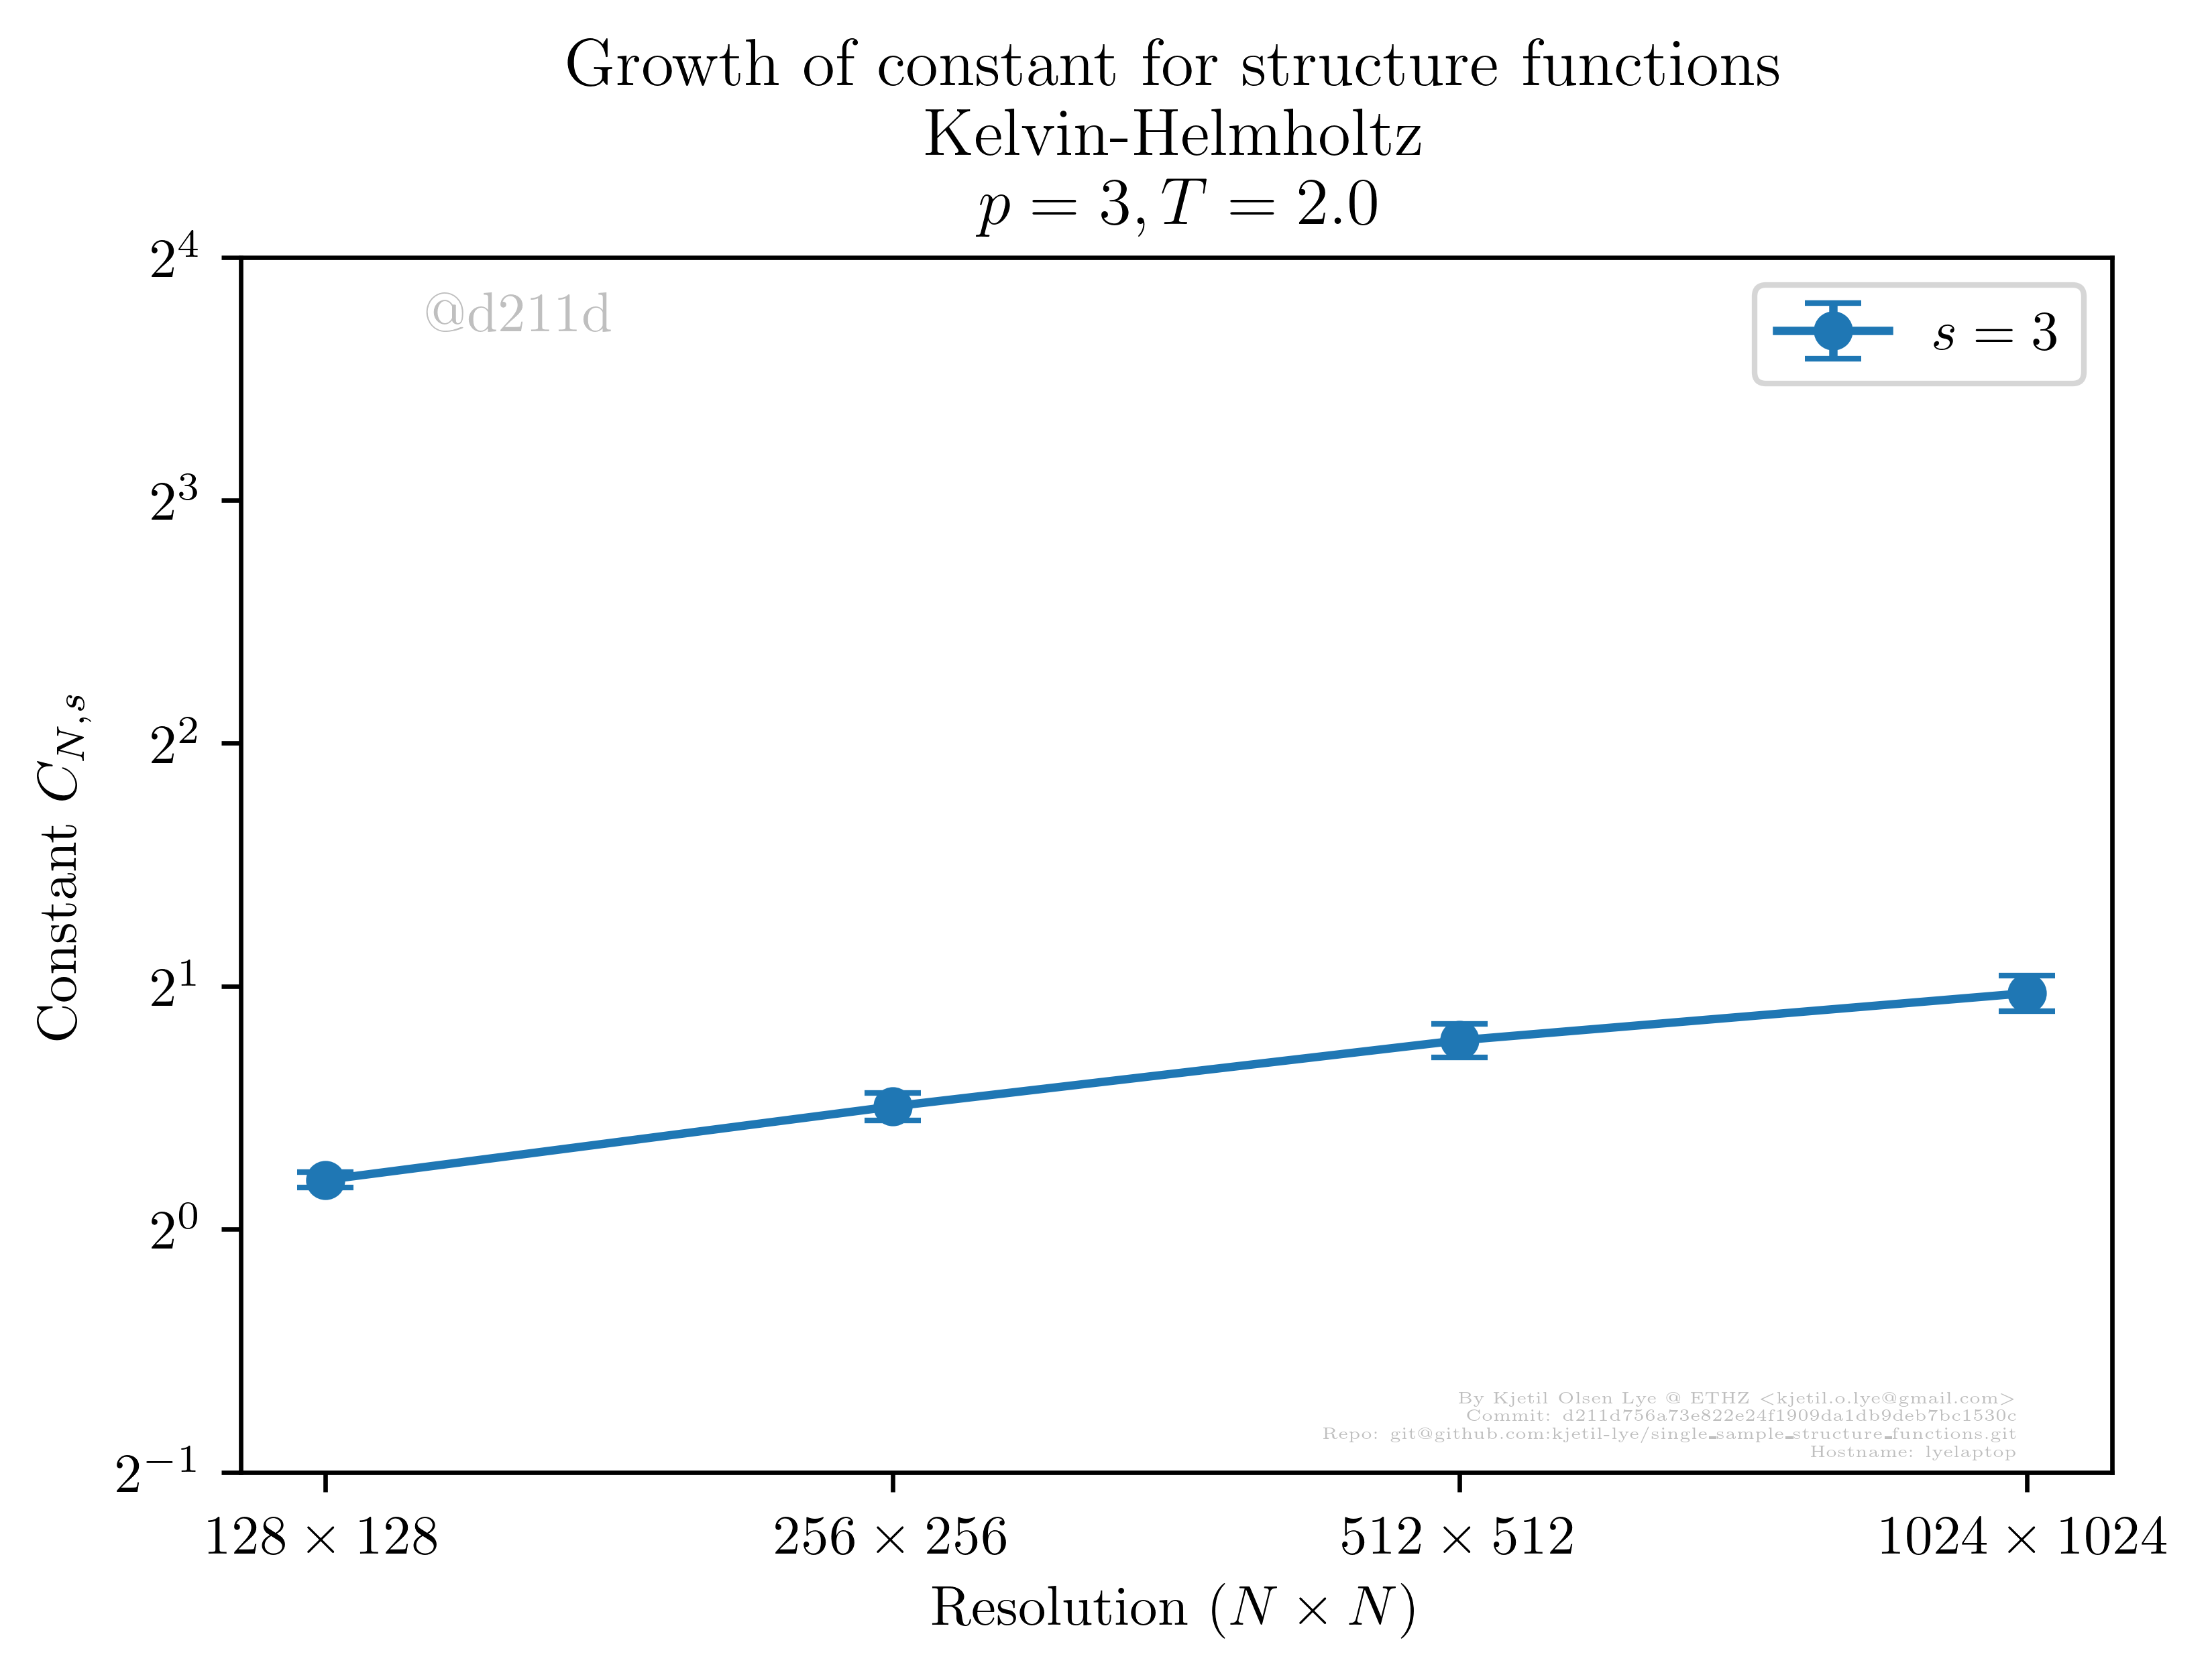 Growth of constant for structure functions
Kelvin-Helmholtz
p = 3, T = 2.0
@d211d
s = 3
2^4
2^3
2^2
2^1
2^0
2^{-1}
Constant C_{N,s}
By Kjetil Olsen Lye @ ETHZ <kjetil.o.lye@gmail.com>
Commit: d211d756a73e822e24f1909da1db9deb7bc1530c
Repo: git@github.com:kjetil-lye/single_sample_structure_functions.git
Hostname: lyelaptop
128 × 128
256 × 256
512 × 512
1024 × 1024
Resolution (N × N)